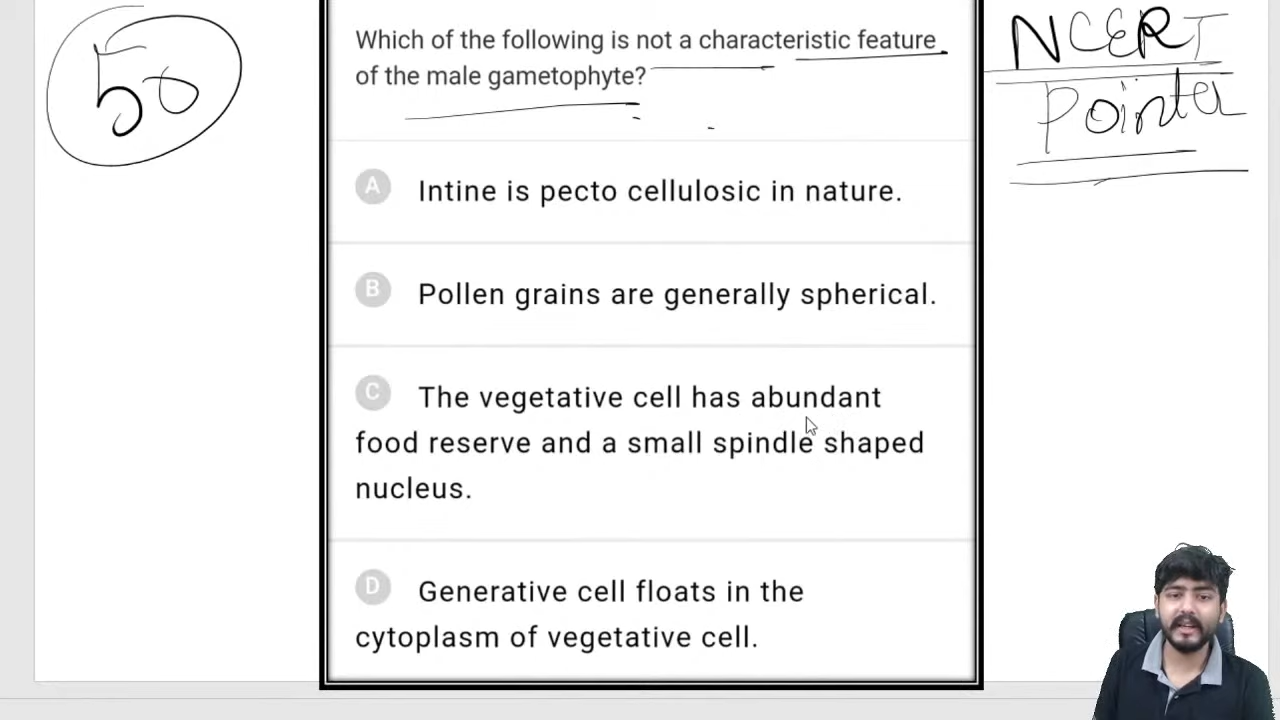 50
Which of the following is not a characteristic feature
of the male gametophyte?
NCERT
Pointer
A Intine is pecto cellulosic in nature.
B Pollen grains are generally spherical.
C The vegetative cell has abundant
food reserve and a small spindle shaped
nucleus.
D Generative cell floats in the
cytoplasm of vegetative cell.